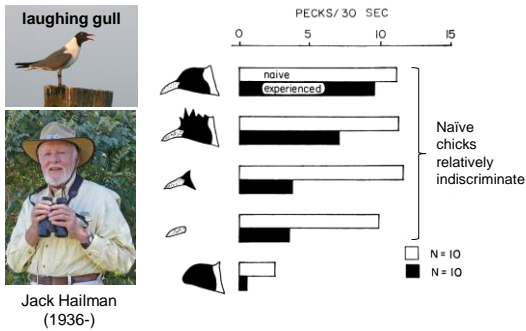 laughing gull
Jack Hailman
(1936-)
PECKS/30 SEC
0 5 10 15
naive
experienced
Naïve
chicks
relatively
indiscriminate
N = 10
N = 10